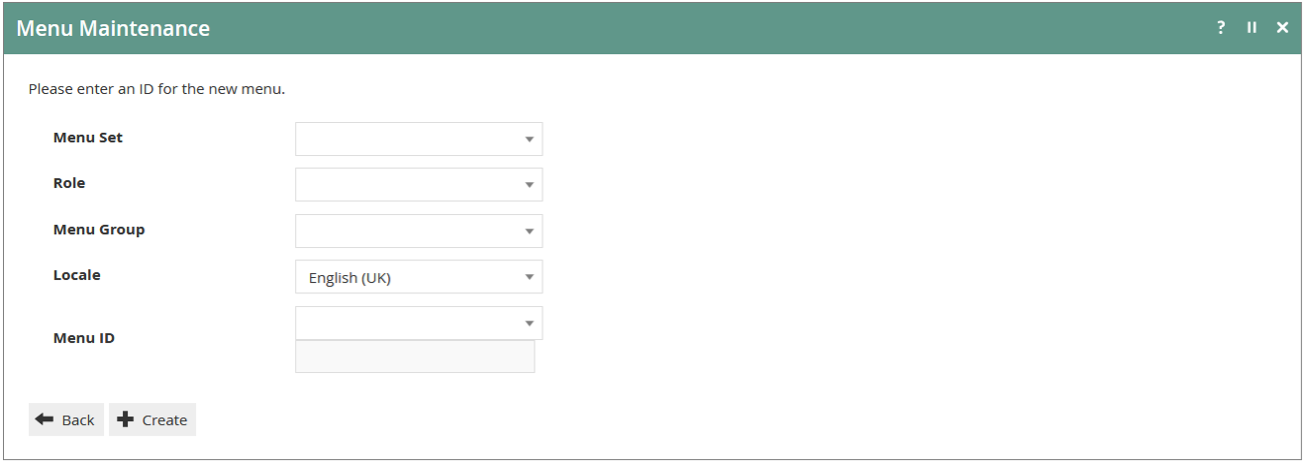 Menu Maintenance ?
Please enter an ID for the new menu.
Menu Set
Role
Menu Group
Locale English (UK)
Menu ID
Back Create